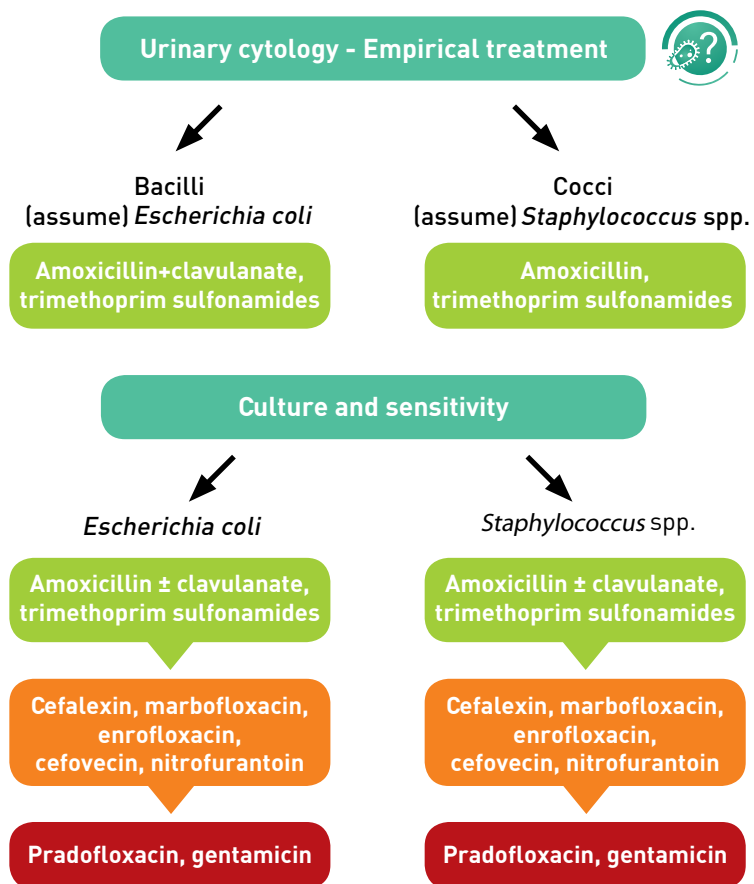 Urinary cytology - Empirical treatment
?
Bacilli
(assume) Escherichia coli
Amoxicillin+clavulanate,
trimethoprim sulfonamides
Cocci
(assume) Staphylococcus spp.
Amoxicillin,
trimethoprim sulfonamides
Culture and sensitivity
Escherichia coli
Amoxicillin ± clavulanate,
trimethoprim sulfonamides
Cefalexin, marbofloxacin,
enrofloxacin,
cefovecin, nitrofurantoin
Pradofloxacin, gentamicin
Staphylococcus spp.
Amoxicillin ± clavulanate,
trimethoprim sulfonamides
Cefalexin, marbofloxacin,
enrofloxacin,
cefovecin, nitrofurantoin
Pradofloxacin, gentamicin